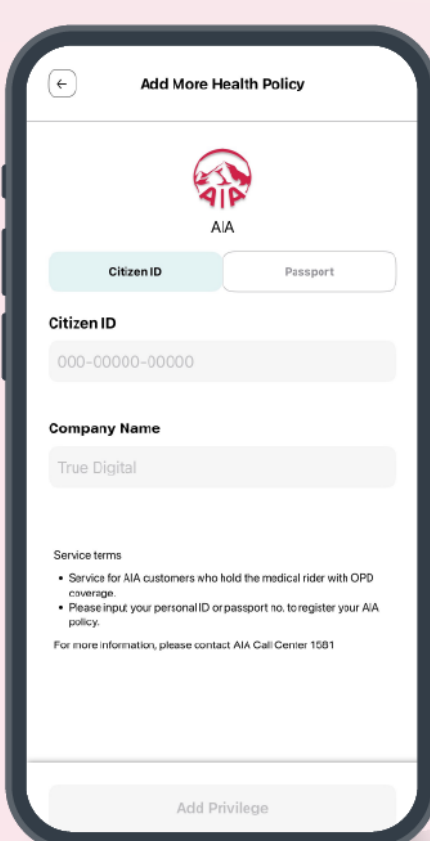 Add More Health Policy
AIA
AIA
Citizen ID
Passport
Citizen ID
000-00000-00000
Company Name
True Digital
Service terms
• Service for AIA customers who hold the medical rider with OPD
coverage.
• Please input your personal ID or passport no. to register your AIA
policy.
For more information, please contact AIA Call Center 1581
Add Privilege